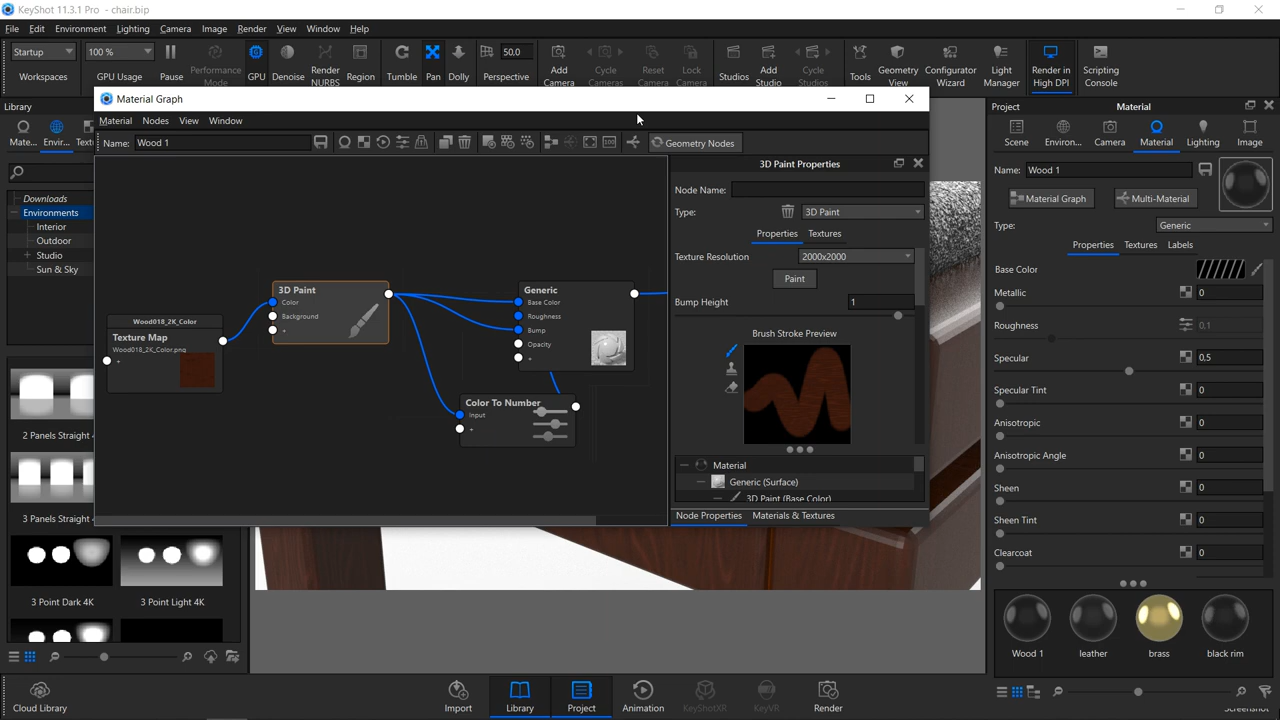 KeyShot 11.3.1 Pro - chair.bip
File Edit Environment Lighting Camera Image Render View Window Help
Startup 100 % 50.0
Workspaces GPU Usage Pause Performance Mode GPU Denoise Render NURBS Region Tumble Pan Dolly Perspective Add Camera Cycle Cameras Reset Camera Lock Camera Studios Add Studio Cycle Studios Tools Geometry View Configurator Wizard Light Manager Render in High DPI Scripting Console
Library
Mate... Envir... Text
Downloads
Environments
Interior
Outdoor
Studio
Sun & Sky
2 Panels Straight 4
3 Panels Straight 4
3 Point Dark 4K 3 Point Light 4K
Material Graph
Material Nodes View Window
Name: Wood 1 100 Geometry Nodes
Wood018_2K_Color
Texture Map
Wood018_2K_Color.png
+
3D Paint
Color
Background
+
Generic
Base Color
Roughness
Bump
Opacity
+
Color To Number
Input
+
3D Paint Properties
Node Name:
Type: 3D Paint
Properties Textures
Texture Resolution 2000x2000
Paint
Bump Height 1
Brush Stroke Preview
Material
Generic (Surface)
3D Paint (Base Color)
Node Properties Materials & Textures
Project Material
Scene Environ... Camera Material Lighting Image
Name: Wood 1
Material Graph Multi-Material
Type: Generic
Properties Textures Labels
Base Color
Metallic 0
Roughness 0,1
Specular 0,5
Specular Tint 0
Anisotropic 0
Anisotropic Angle 0
Sheen 0
Sheen Tint 0
Clearcoat 0
Wood 1 leather brass black rim
Cloud Library Import Library Project Animation KeyShotXR KeyVR Render Screenshot